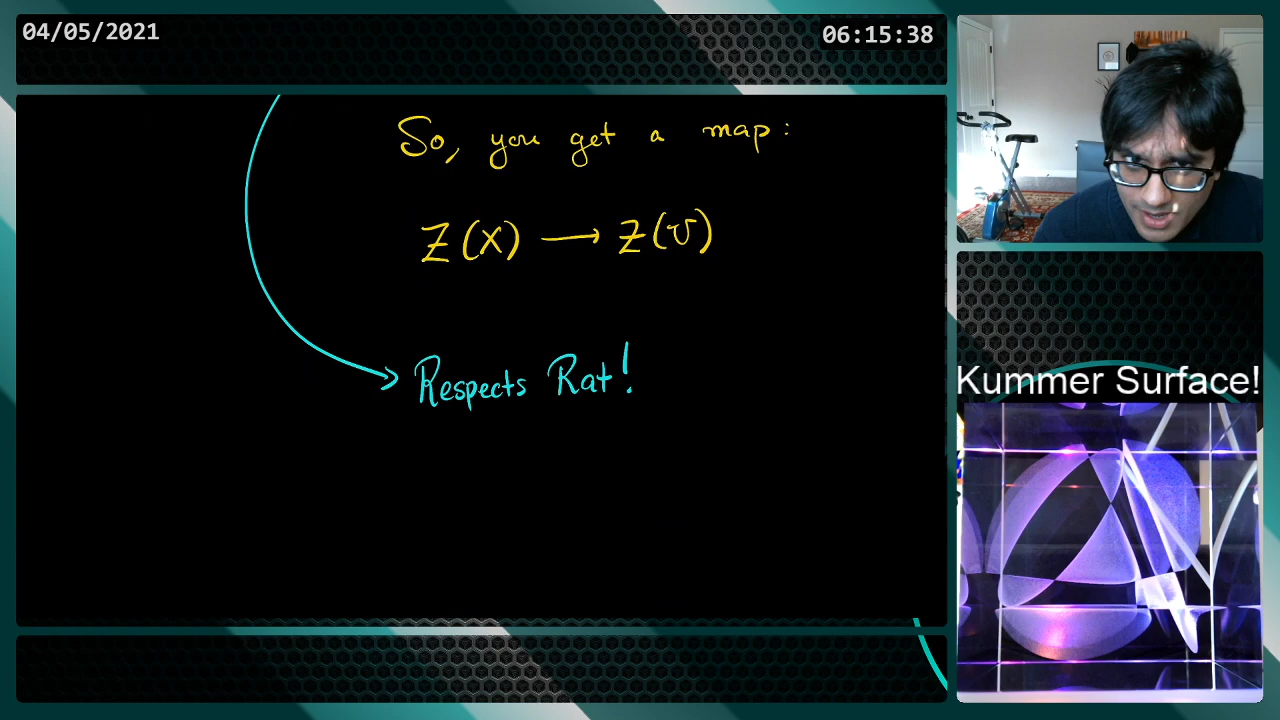 04/05/2021
06:15:38
So, you get a map:
Z(X) → Z(U)
Respects Rat!
Kummer Surface!